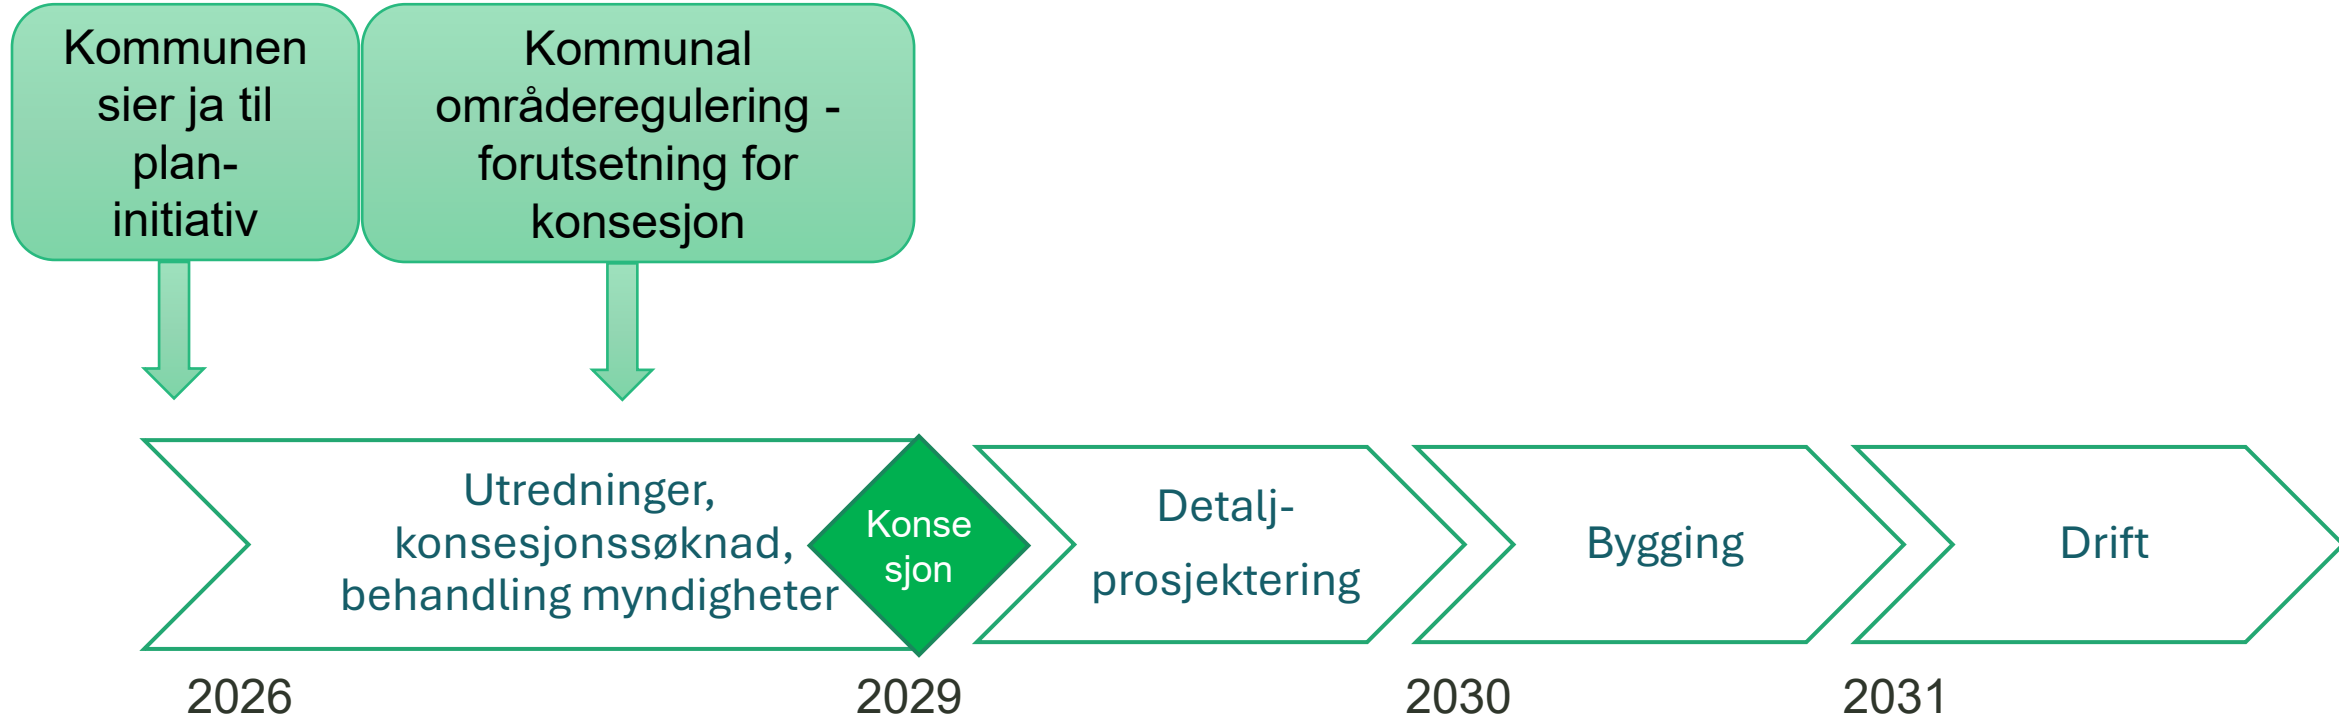 Kommunen
sier ja til
plan-
initiativ
Kommunal
områderegulering -
forutsetning for
konsesjon
Utredninger,
konsesjonssøknad,
behandling myndigheter
Konse
sjon
Detalj-
prosjektering
Bygging
Drift
2026
2029
2030
2031